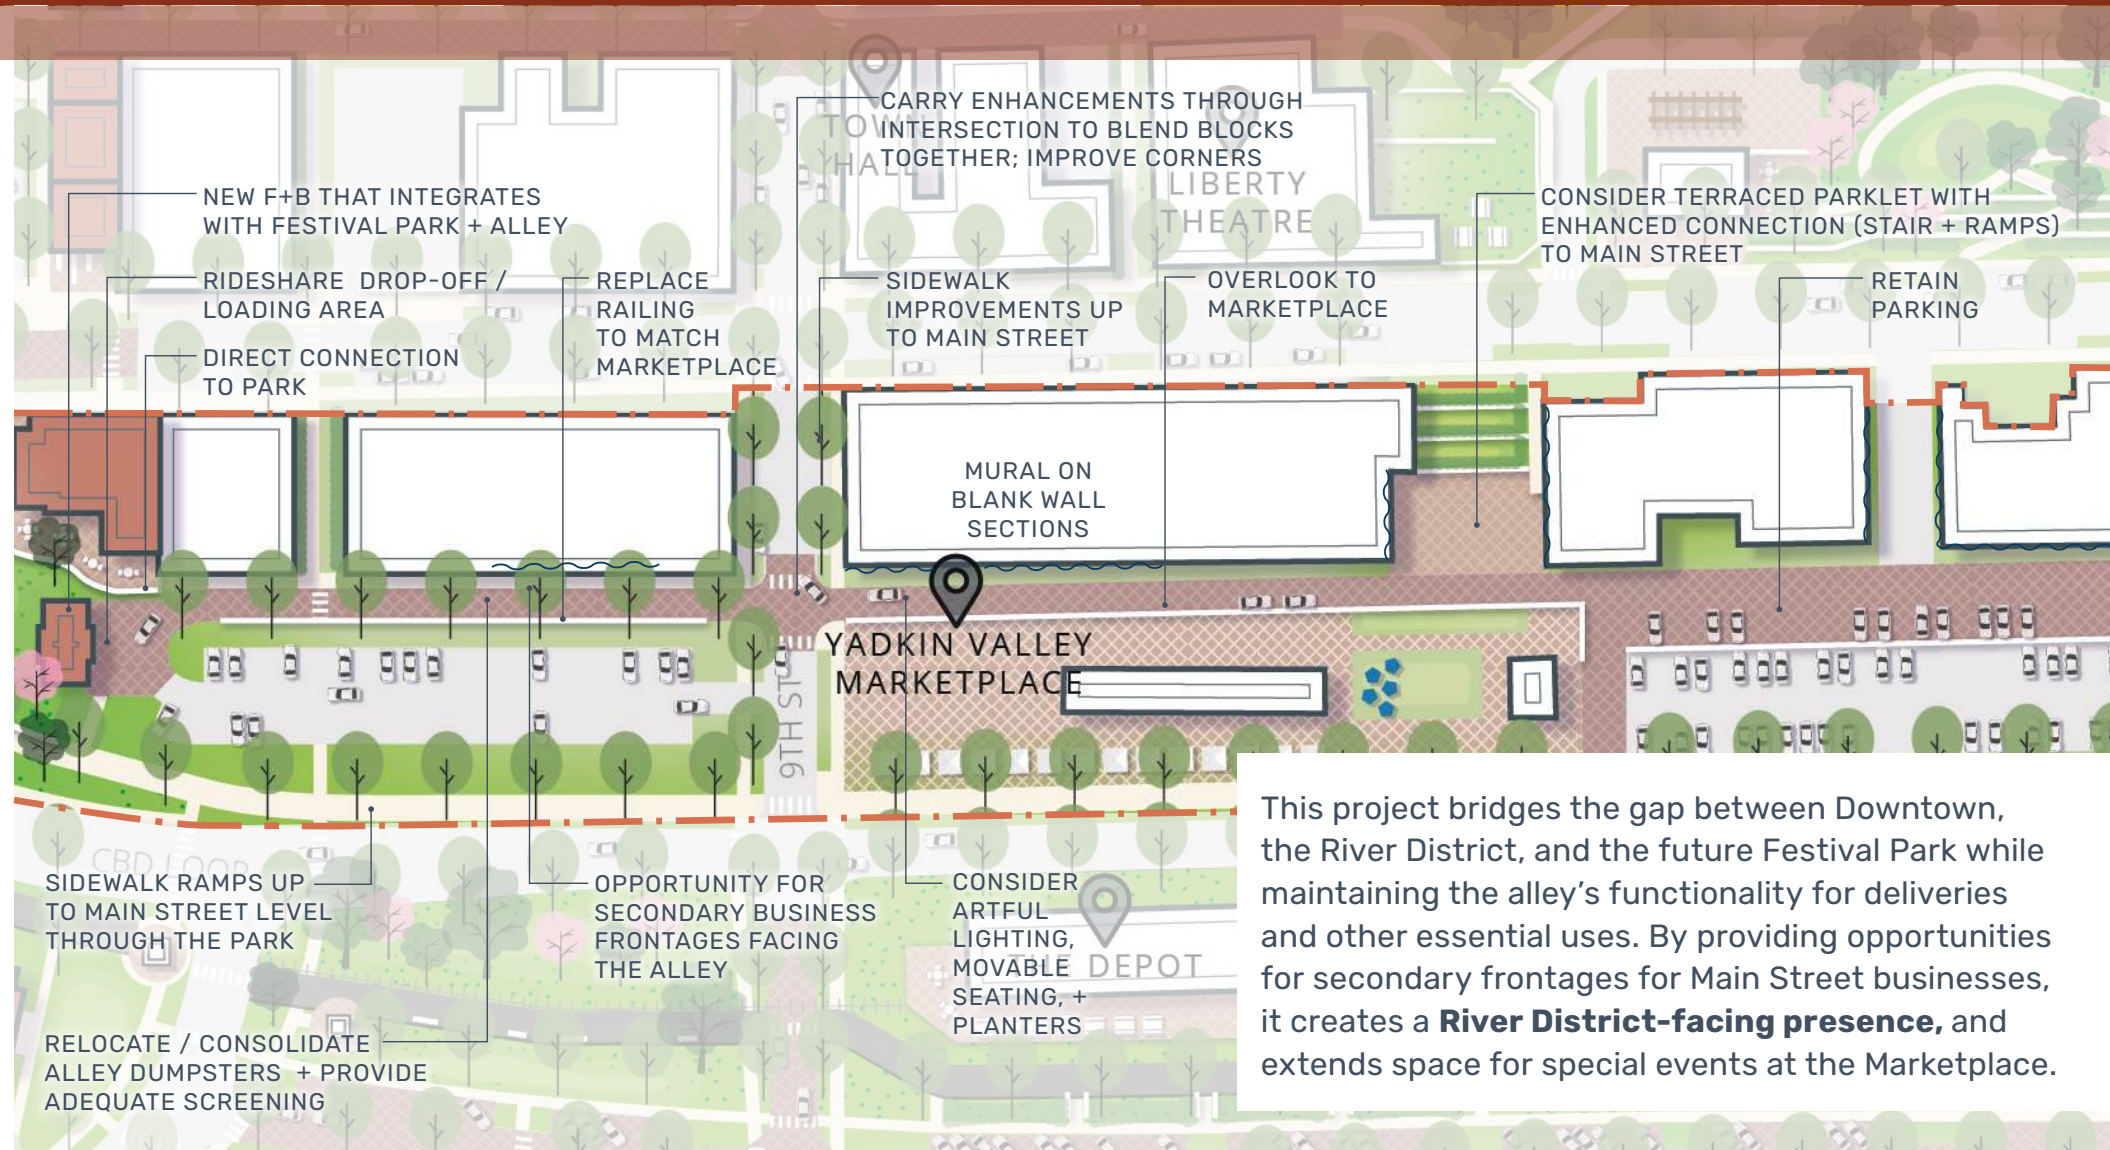 CARRY ENHANCEMENTS THROUGH
INTERSECTION TO BLEND BLOCKS
TOGETHER; IMPROVE CORNERS
TOWN
HALL
LIBERTY
THEATRE
NEW F+B THAT INTEGRATES
WITH FESTIVAL PARK + ALLEY
CONSIDER TERRACED PARKLET WITH
ENHANCED CONNECTION (STAIR + RAMPS)
TO MAIN STREET
RIDESHARE DROP-OFF /
LOADING AREA
REPLACE
RAILING
TO MATCH
MARKETPLACE
SIDEWALK
IMPROVEMENTS UP
TO MAIN STREET
OVERLOOK TO
MARKETPLACE
RETAIN
PARKING
DIRECT CONNECTION
TO PARK
MURAL ON
BLANK WALL
SECTIONS
YADKIN VALLEY
MARKETPLACE
9TH ST
CBD LOOP
SIDEWALK RAMPS UP
TO MAIN STREET LEVEL
THROUGH THE PARK
OPPORTUNITY FOR
SECONDARY BUSINESS
FRONTAGES FACING
THE ALLEY
CONSIDER
ARTFUL
LIGHTING,
MOVABLE
SEATING, +
PLANTERS
THE DEPOT
RELOCATE / CONSOLIDATE
ALLEY DUMPSTERS + PROVIDE
ADEQUATE SCREENING
This project bridges the gap between Downtown,
the River District, and the future Festival Park while
maintaining the alley’s functionality for deliveries
and other essential uses. By providing opportunities
for secondary frontages for Main Street businesses,
it creates a River District-facing presence, and
extends space for special events at the Marketplace.